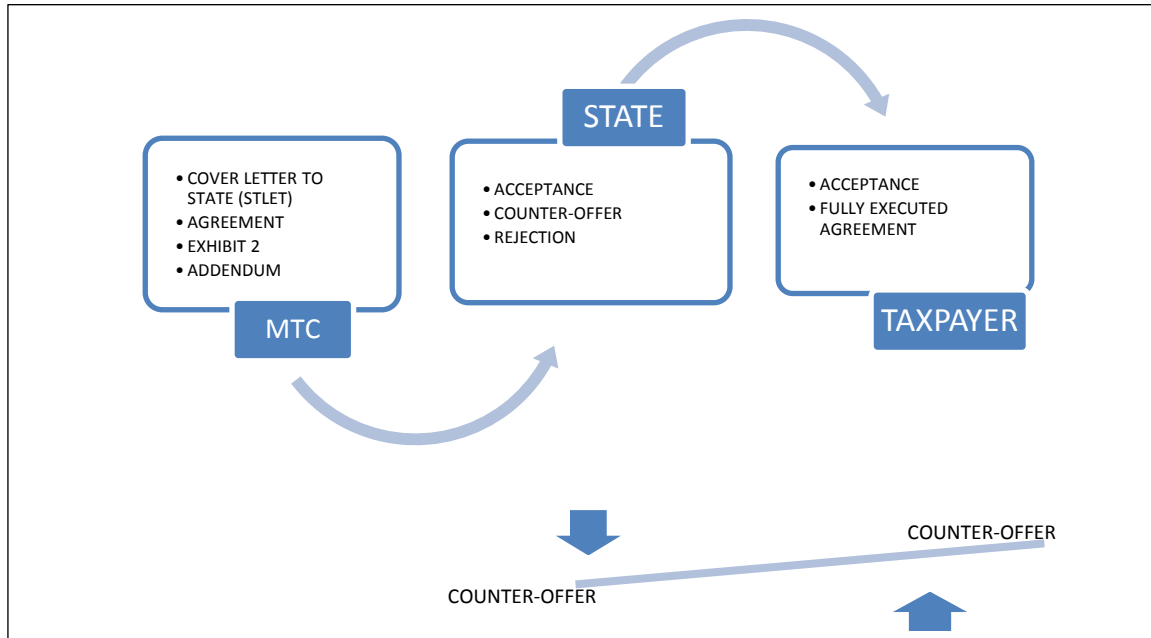 • COVER LETTER TO
STATE (STLET)
• AGREEMENT
• EXHIBIT 2
• ADDENDUM
MTC
STATE
• ACCEPTANCE
• COUNTER-OFFER
• REJECTION
• ACCEPTANCE
• FULLY EXECUTED
AGREEMENT
TAXPAYER
COUNTER-OFFER
COUNTER-OFFER